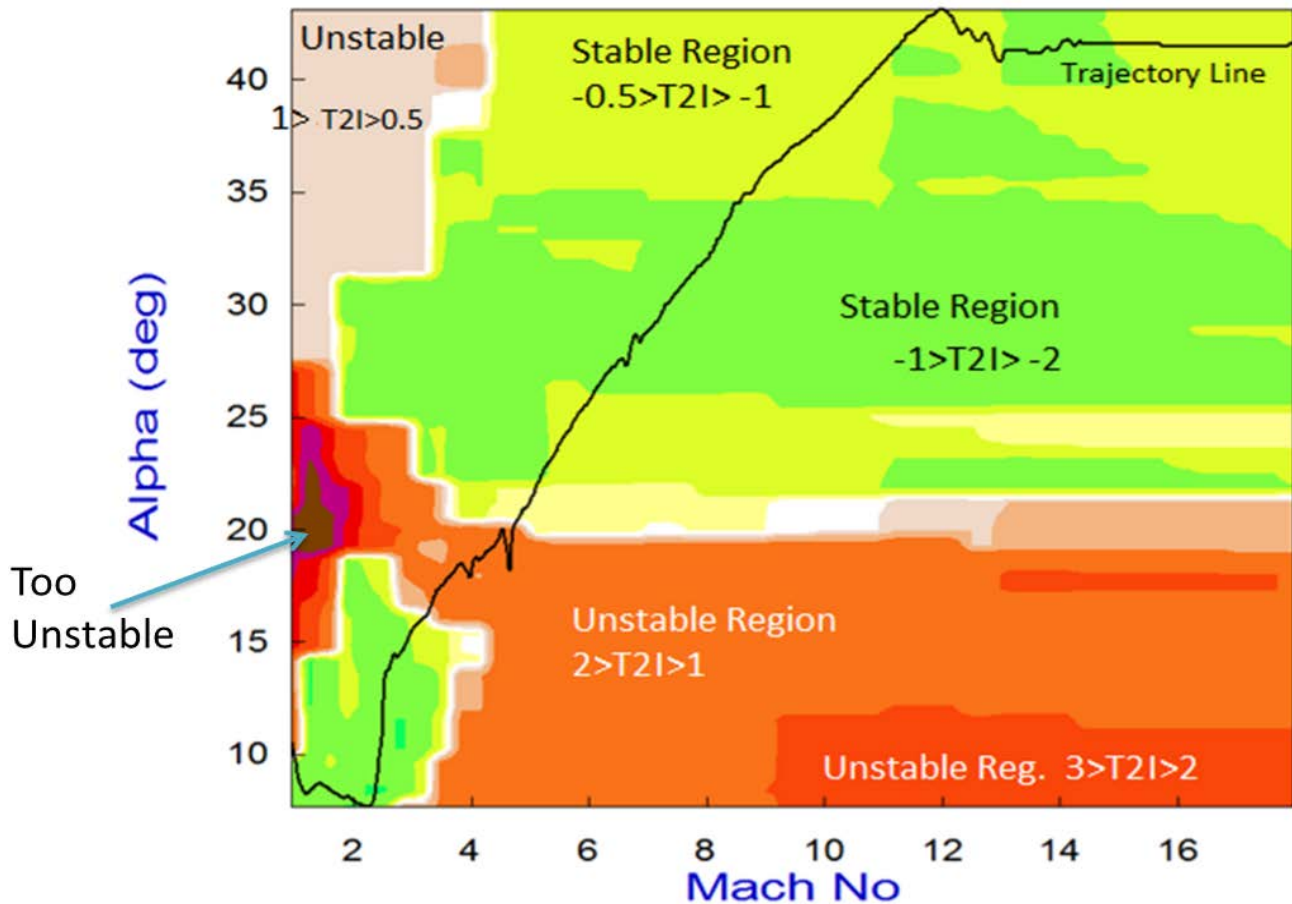 Unstable
1> T2I>0.5
Stable Region
-0.5>T2I> -1
Trajectory Line
Stable Region
-1>T2I> -2
Too
Unstable
Unstable Region
2>T2I>1
Unstable Reg. 3>T2I>2
40
35
30
25
20
15
10
Alpha (deg)
2 4 6 8 10 12 14 16
Mach No